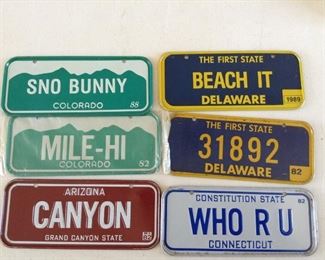 SNO BUNNY
COLORADO 88
THE FIRST STATE
BEACH IT
DELAWARE 1989
MILE-HI
COLORADO 82
THE FIRST STATE
31892
DELAWARE 82
ARIZONA
CANYON
GRAND CANYON STATE
CONSTITUTION STATE 83
WHO R U
CONNECTICUT